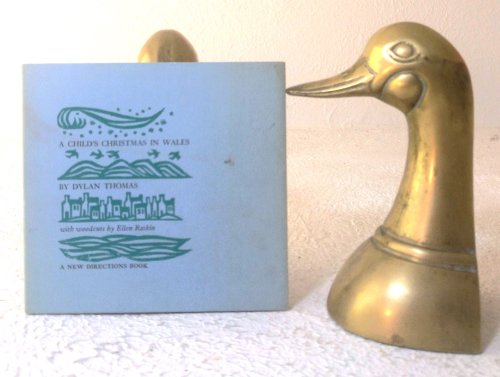 A CHILD'S CHRISTMAS IN WALES
BY DYLAN THOMAS
with woodcuts by Ellen Raskin
A NEW DIRECTIONS BOOK